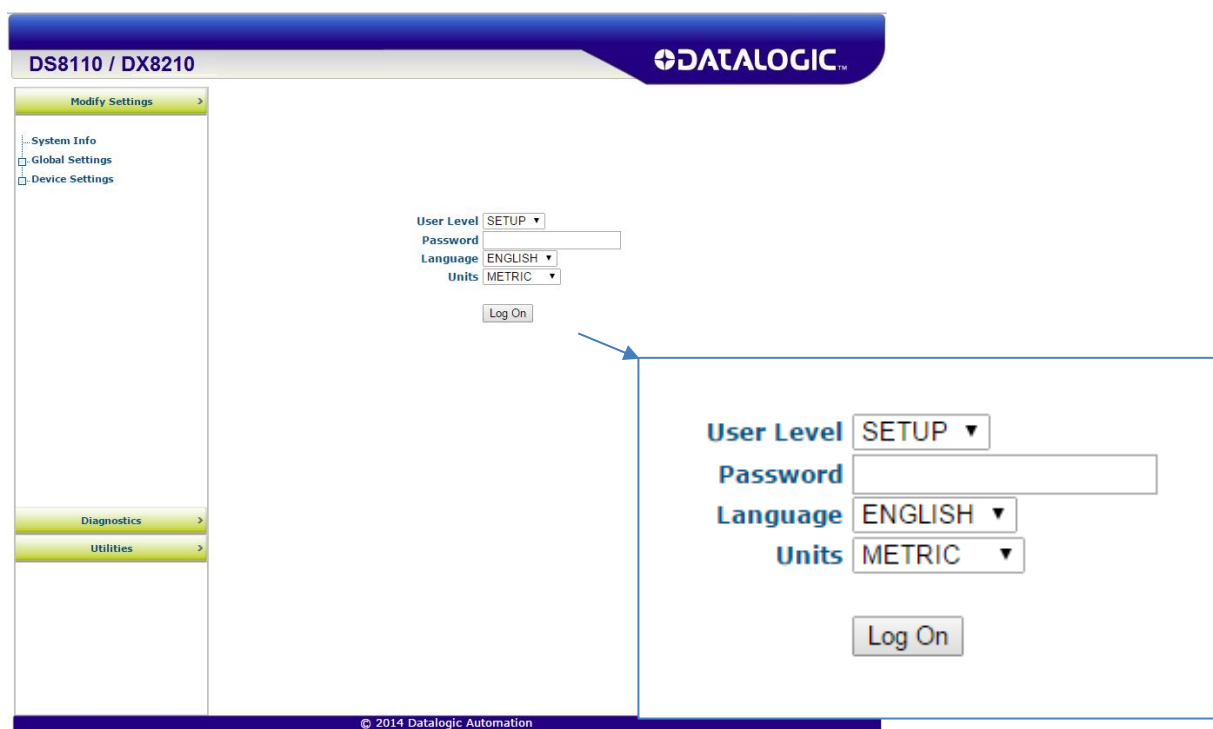 DS8110 / DX8210
DATALOGIC™
Modify Settings >
System Info
Global Settings
Device Settings
User Level SETUP ▼
Password
Language ENGLISH ▼
Units METRIC ▼
Log On
User Level SETUP ▼
Password
Language ENGLISH ▼
Units METRIC ▼
Log On
Diagnostics >
Utilities >
© 2014 Datalogic Automation